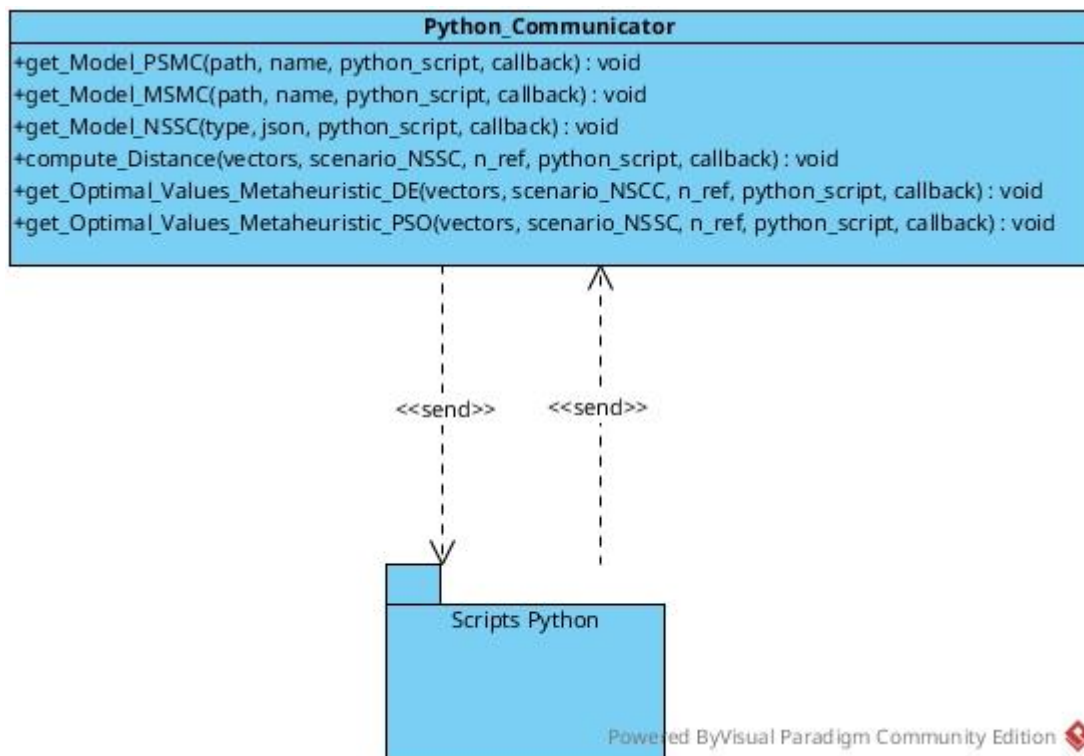 Python_Communicator
+get_Model_PSMC(path, name, python_script, callback) : void
+get_Model_MSMC(path, name, python_script, callback) : void
+get_Model_NSSC(type, json, python_script, callback) : void
+compute_Distance(vectors, scenario_NSSC, n_ref, python_script, callback) : void
+get_Optimal_Values_Metaheuristic_DE(vectors, scenario_NSCC, n_ref, python_script, callback) : void
+get_Optimal_Values_Metaheuristic_PSO(vectors, scenario_NSSC, n_ref, python_script, callback) : void
<<send>> <<send>>
Scripts Python
Powered ByVisual Paradigm Community Edition